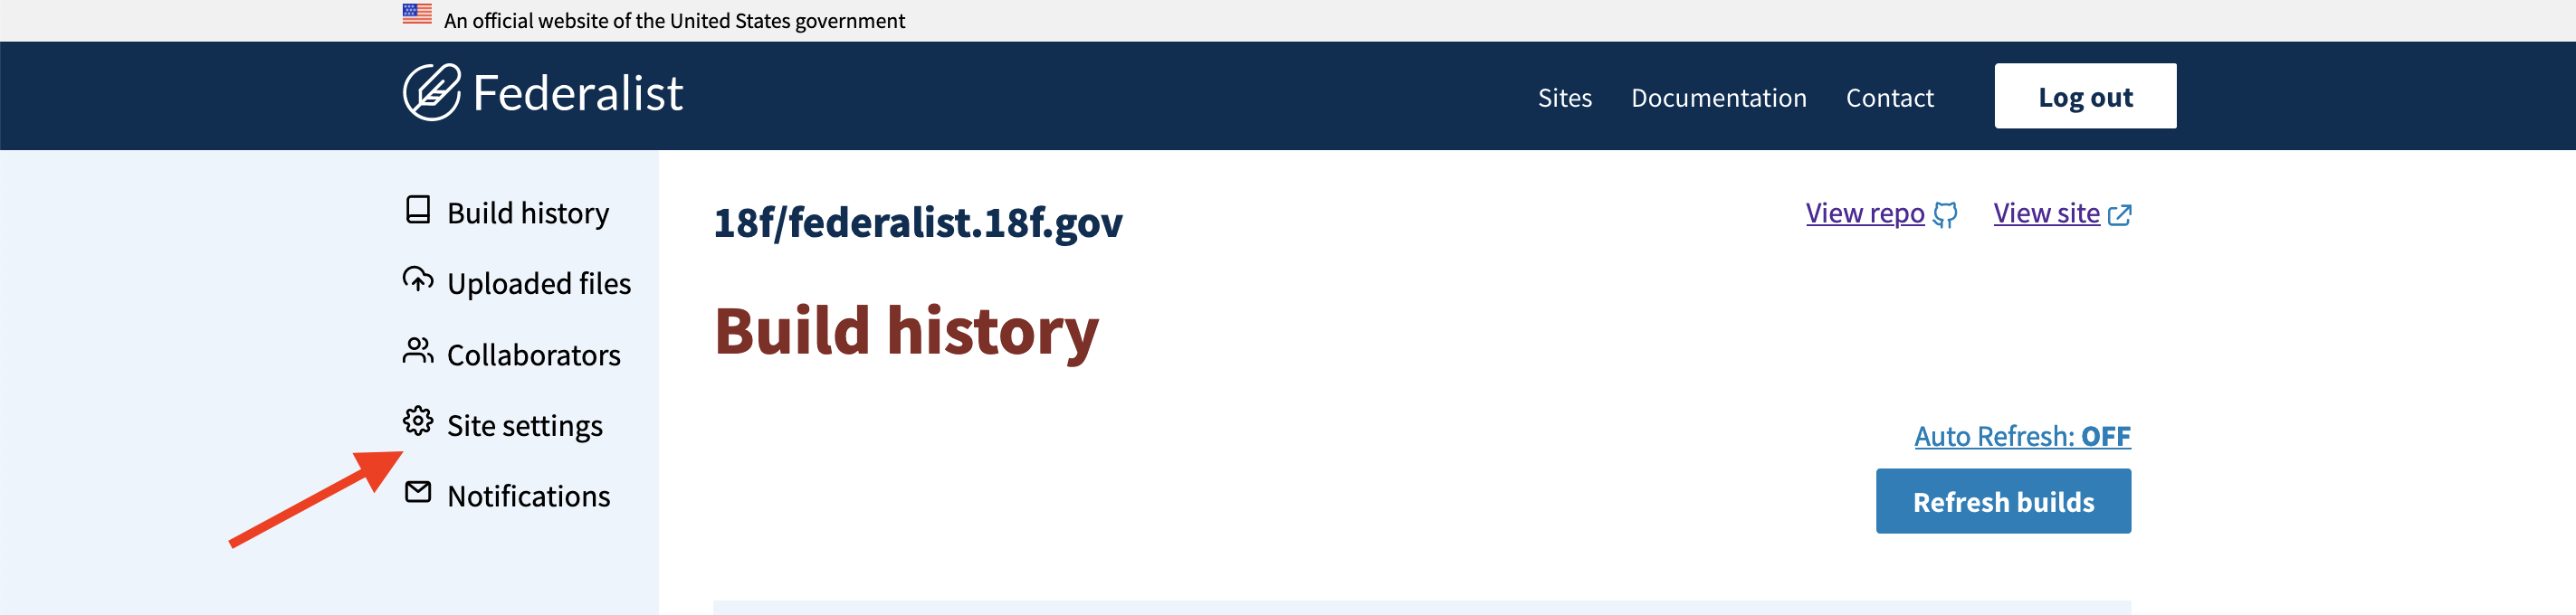 An official website of the United States government
Federalist
Sites Documentation Contact Log out
Build history
Uploaded files
Collaborators
Site settings
Notifications
18f/federalist.18f.gov
View repo View site
Build history
Auto Refresh: OFF
Refresh builds